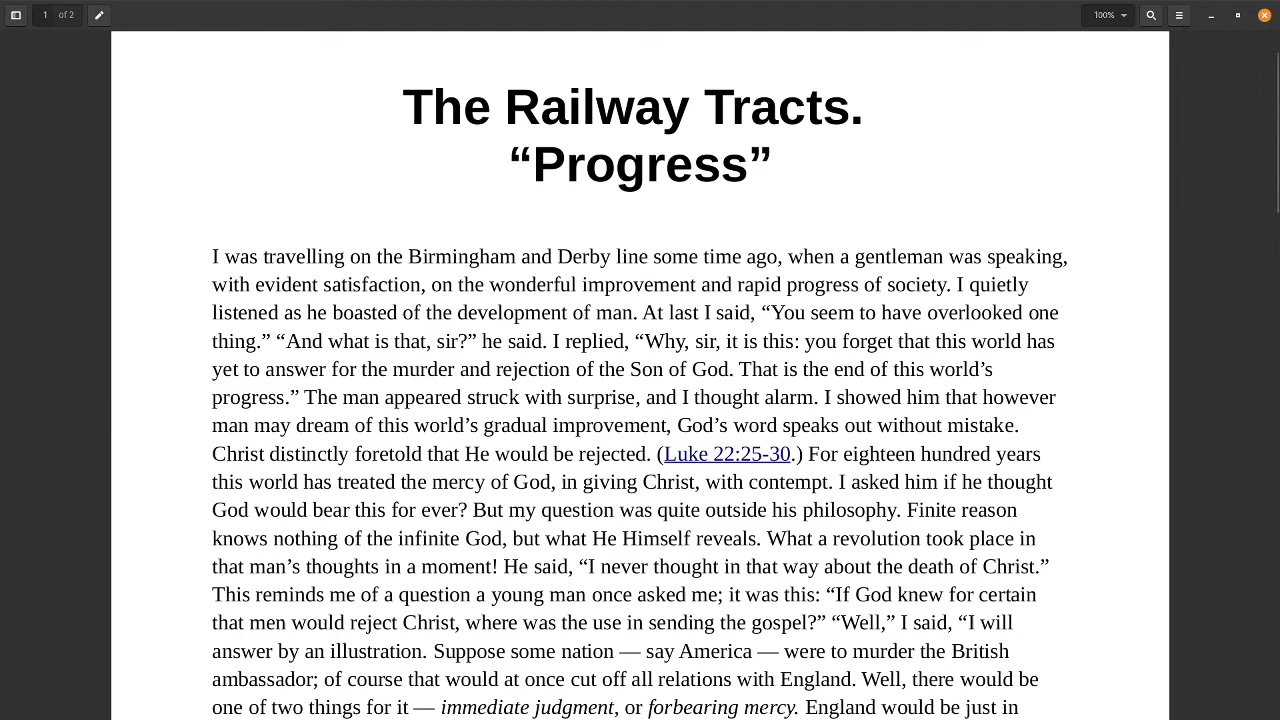 1 of 2
100%
The Railway Tracts.
“Progress”
I was travelling on the Birmingham and Derby line some time ago, when a gentleman was speaking,
with evident satisfaction, on the wonderful improvement and rapid progress of society. I quietly
listened as he boasted of the development of man. At last I said, “You seem to have overlooked one
thing.” “And what is that, sir?” he said. I replied, “Why, sir, it is this: you forget that this world has
yet to answer for the murder and rejection of the Son of God. That is the end of this world’s
progress.” The man appeared struck with surprise, and I thought alarm. I showed him that however
man may dream of this world’s gradual improvement, God’s word speaks out without mistake.
Christ distinctly foretold that He would be rejected. (Luke 22:25-30.) For eighteen hundred years
this world has treated the mercy of God, in giving Christ, with contempt. I asked him if he thought
God would bear this for ever? But my question was quite outside his philosophy. Finite reason
knows nothing of the infinite God, but what He Himself reveals. What a revolution took place in
that man’s thoughts in a moment! He said, “I never thought in that way about the death of Christ.”
This reminds me of a question a young man once asked me; it was this: “If God knew for certain
that men would reject Christ, where was the use in sending the gospel?” “Well,” I said, “I will
answer by an illustration. Suppose some nation — say America — were to murder the British
ambassador; of course that would at once cut off all relations with England. Well, there would be
one of two things for it — immediate judgment, or forbearing mercy. England would be just in